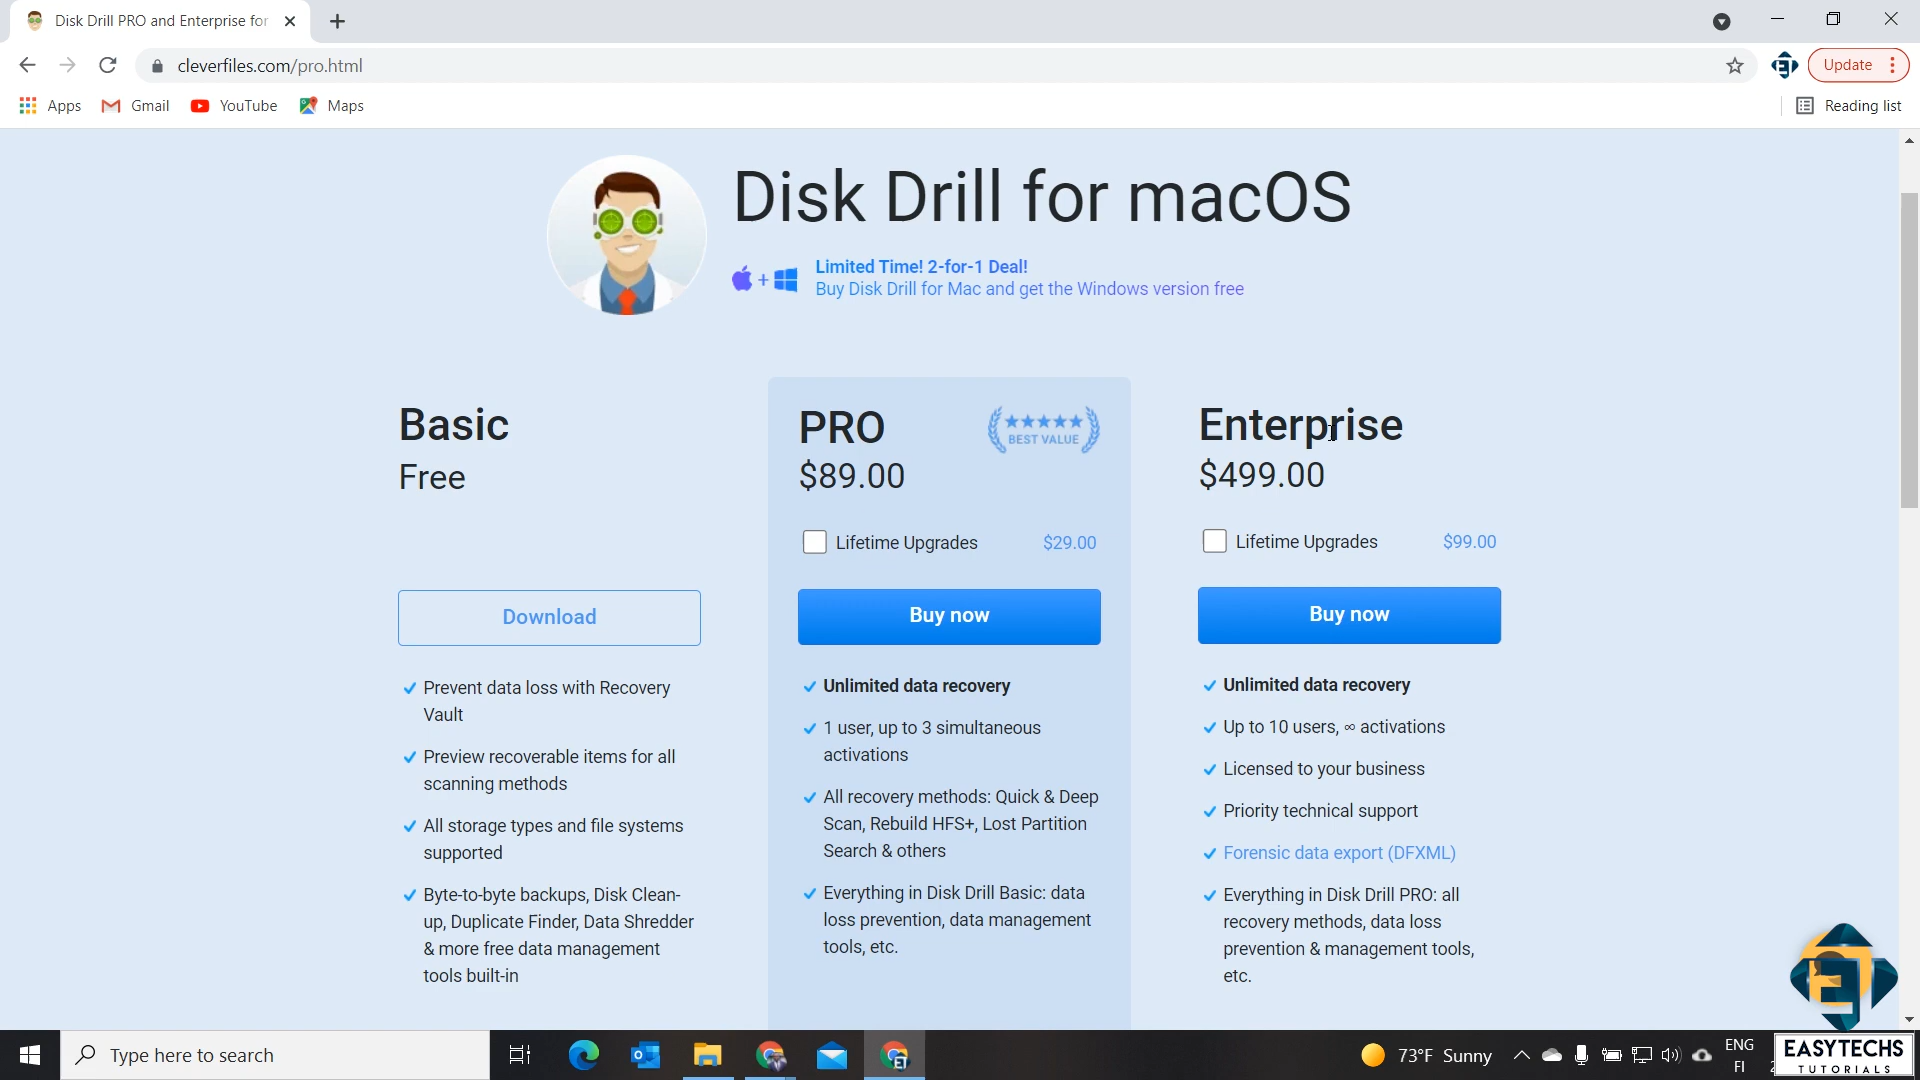 Disk Drill PRO and Enterprise for
cleverfiles.com/pro.html
Update
Apps
Gmail
YouTube
Maps
Reading list
Disk Drill for macOS
Limited Time! 2-for-1 Deal!
Buy Disk Drill for Mac and get the Windows version free
Basic
Free
Download
Prevent data loss with Recovery
Vault
Preview recoverable items for all
scanning methods
All storage types and file systems
supported
Byte-to-byte backups, Disk Clean-
up, Duplicate Finder, Data Shredder
& more free data management
tools built-in
PRO
BEST VALUE
$89.00
Lifetime Upgrades $29.00
Buy now
Unlimited data recovery
1 user, up to 3 simultaneous
activations
All recovery methods: Quick & Deep
Scan, Rebuild HFS+, Lost Partition
Search & others
Everything in Disk Drill Basic: data
loss prevention, data management
tools, etc.
Enterprise
$499.00
Lifetime Upgrades $99.00
Buy now
Unlimited data recovery
Up to 10 users, ∞ activations
Licensed to your business
Priority technical support
Forensic data export (DFXML)
Everything in Disk Drill PRO: all
recovery methods, data loss
prevention & management tools,
etc.
Type here to search
73°F Sunny
ENG
FI
EASYTECHS
TUTORIALS